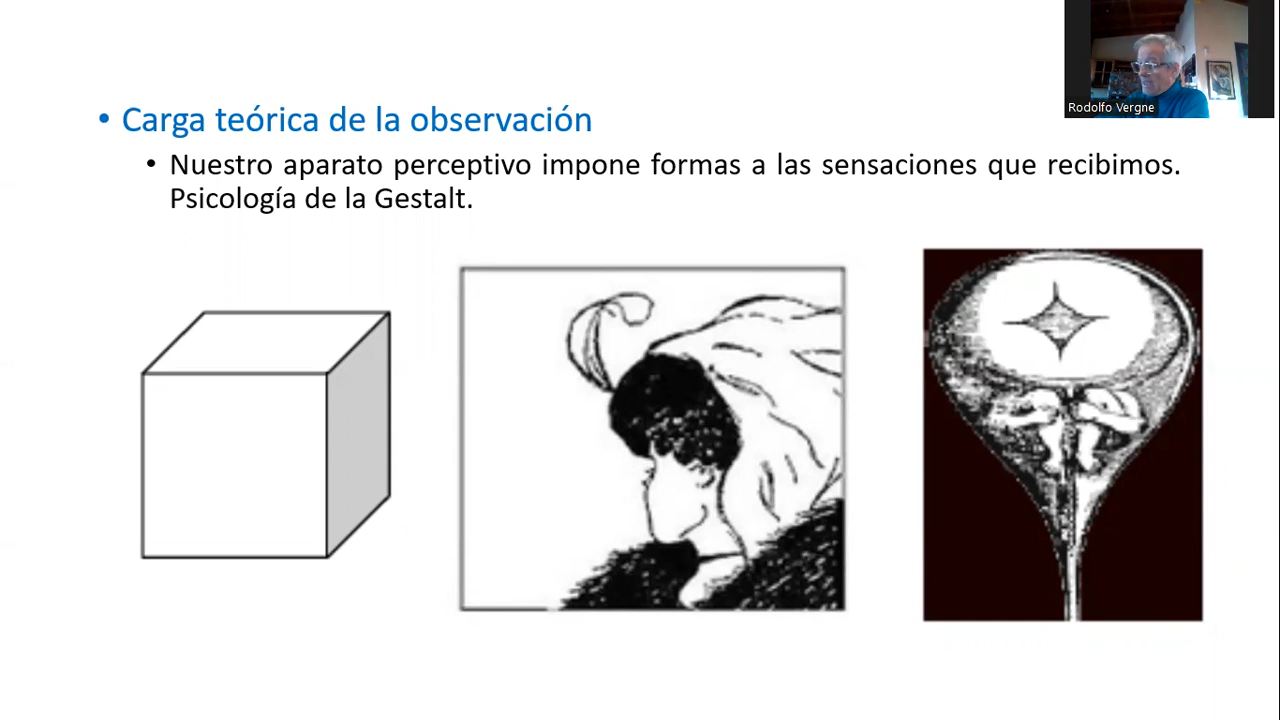 Rodolfo Vergne
• Carga teórica de la observación
• Nuestro aparato perceptivo impone formas a las sensaciones que recibimos.
Psicología de la Gestalt.